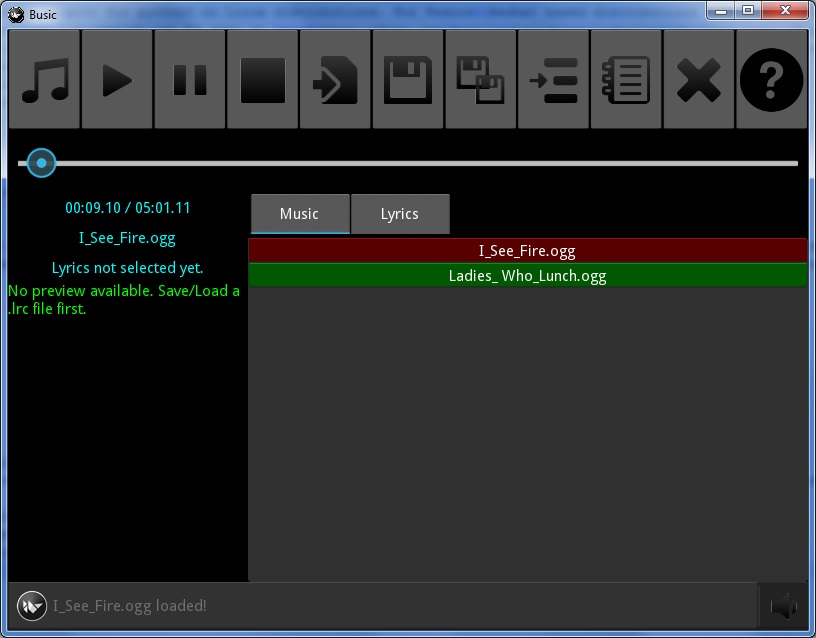 Busic
?
00:09.10 / 05:01.11
I_See_Fire.ogg
Lyrics not selected yet.
No preview available. Save/Load a
.lrc file first.
Music
Lyrics
I_See_Fire.ogg
Ladies_ Who_Lunch.ogg
I_See_Fire.ogg loaded!